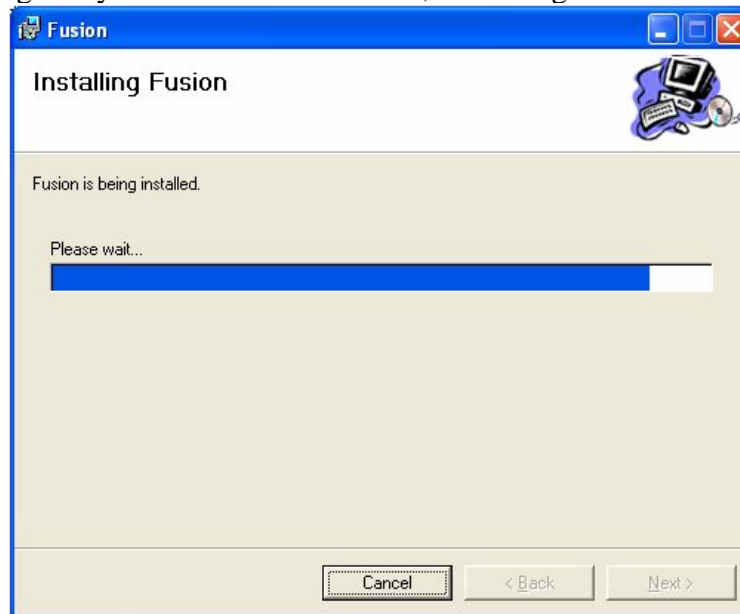 Fusion
Installing Fusion
Fusion is being installed.
Please wait...
Cancel
< Back
Next >